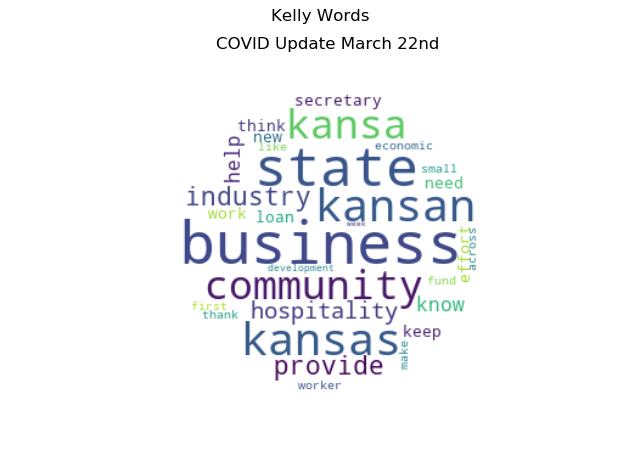 Kelly Words
COVID Update March 22nd
secretary
kansa
think
new
like
economic
help
state
small
need
industry
kansan
work
loan
week
business
effort
across
development
community
fund
first
thank
hospitality
know
kansas
keep
make
provide
worker